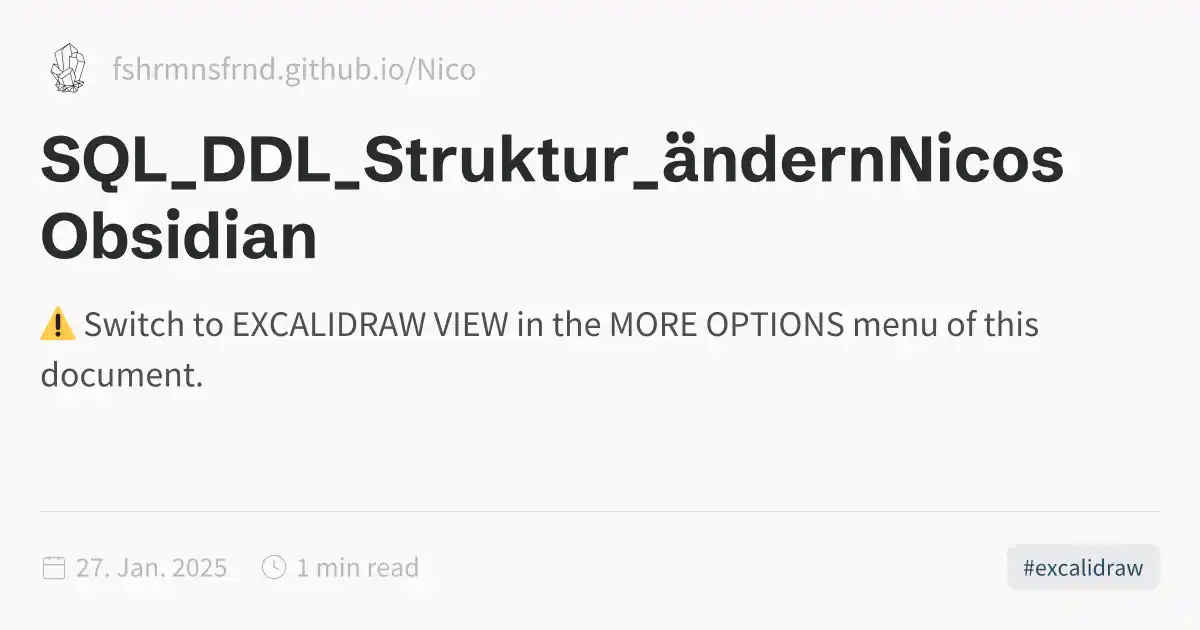 fshrmnsfrnd.github.io/Nico
SQL_DDL_Struktur_ändernNicos
Obsidian
⚠️ Switch to EXCALIDRAW VIEW in the MORE OPTIONS menu of this
document.
27. Jan. 2025 1 min read #excalidraw